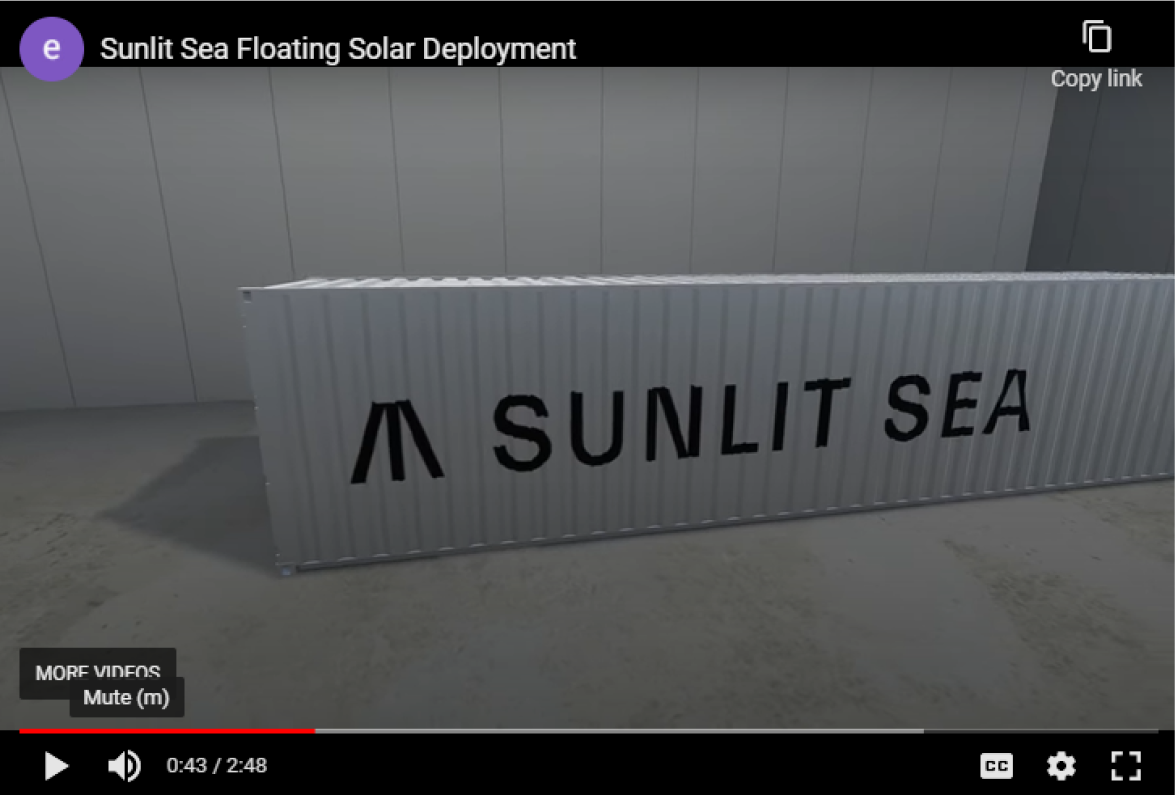 e
Sunlit Sea Floating Solar Deployment
Copy link
SUNLIT SEA
MORE VIDEOS
Mute (m)
0:43 / 2:48
CC